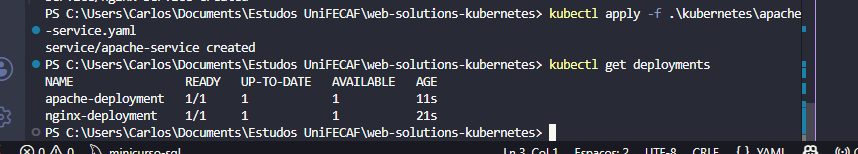 PS C:\Users\Carlos\Documents\Estudos UniFECAF\web-solutions-kubernetes> kubectl apply -f .\kubernetes\apache
-service.yaml
service/apache-service created
PS C:\Users\Carlos\Documents\Estudos UniFECAF\web-solutions-kubernetes> kubectl get deployments
NAME READY UP-TO-DATE AVAILABLE AGE
apache-deployment 1/1 1 1 11s
nginx-deployment 1/1 1 1 21s
PS C:\Users\Carlos\Documents\Estudos UniFECAF\web-solutions-kubernetes>
0 0 minicurso-sql Ln 3, Col 1 Espaços: 2 UTF-8 CRLF {} YAML